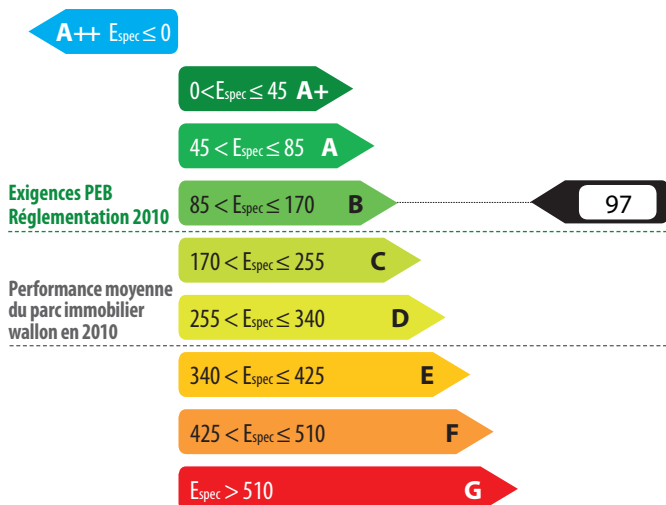 A++ Espec ≤ 0
0 < Espec ≤ 45 A+
45 < Espec ≤ 85 A
Exigences PEB
Réglementation 2010
85 < Espec ≤ 170 B
97
170 < Espec ≤ 255 C
Performance moyenne
du parc immobilier
wallon en 2010
255 < Espec ≤ 340 D
340 < Espec ≤ 425 E
425 < Espec ≤ 510 F
Espec > 510 G